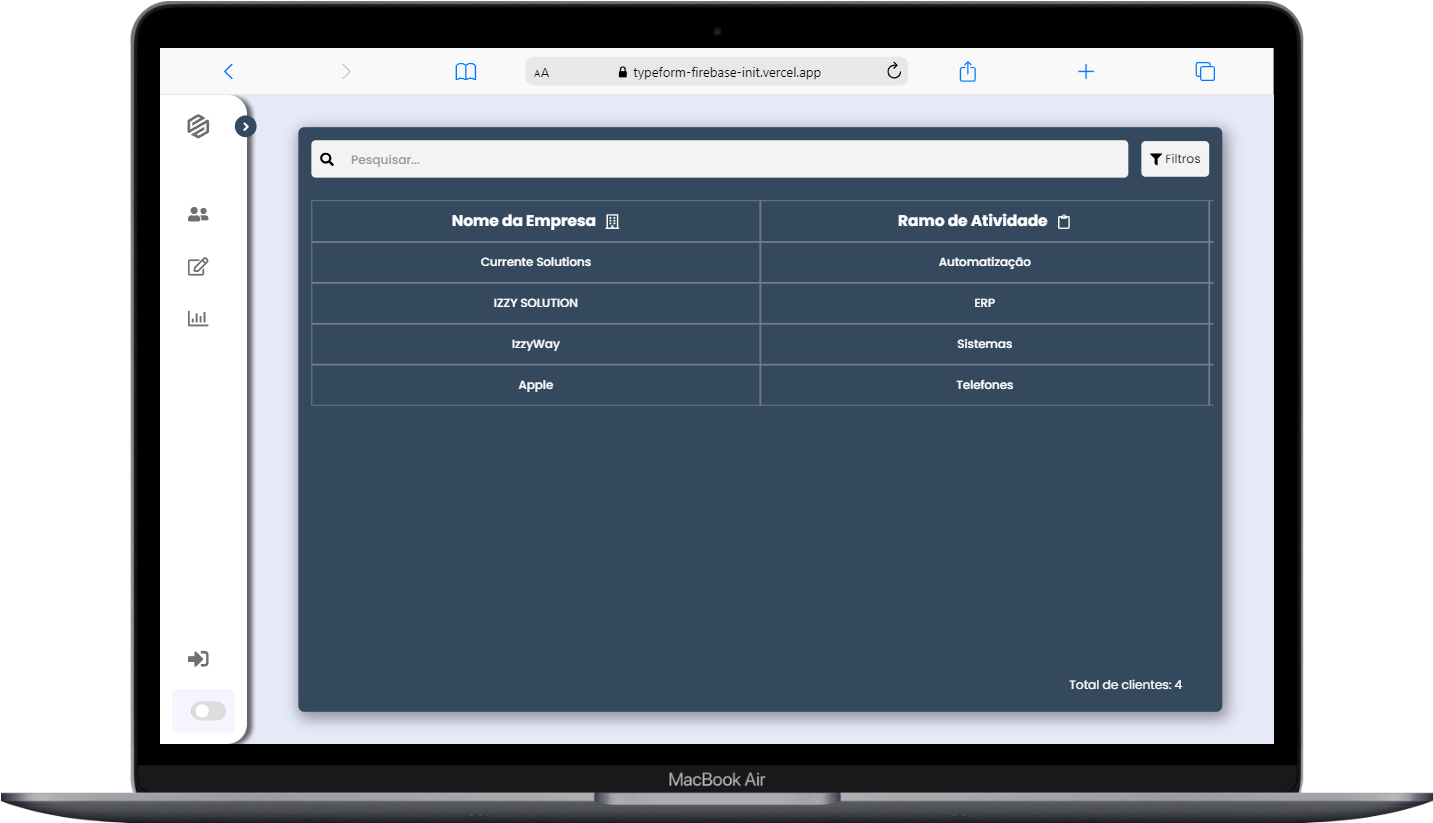 AA typeform-firebase-init.vercel.app
Pesquisar... Filtros
Nome da Empresa Ramo de Atividade
Currente Solutions Automatização
IZZY SOLUTION ERP
IzzyWay Sistemas
Apple Telefones
Total de clientes: 4
MacBook Air